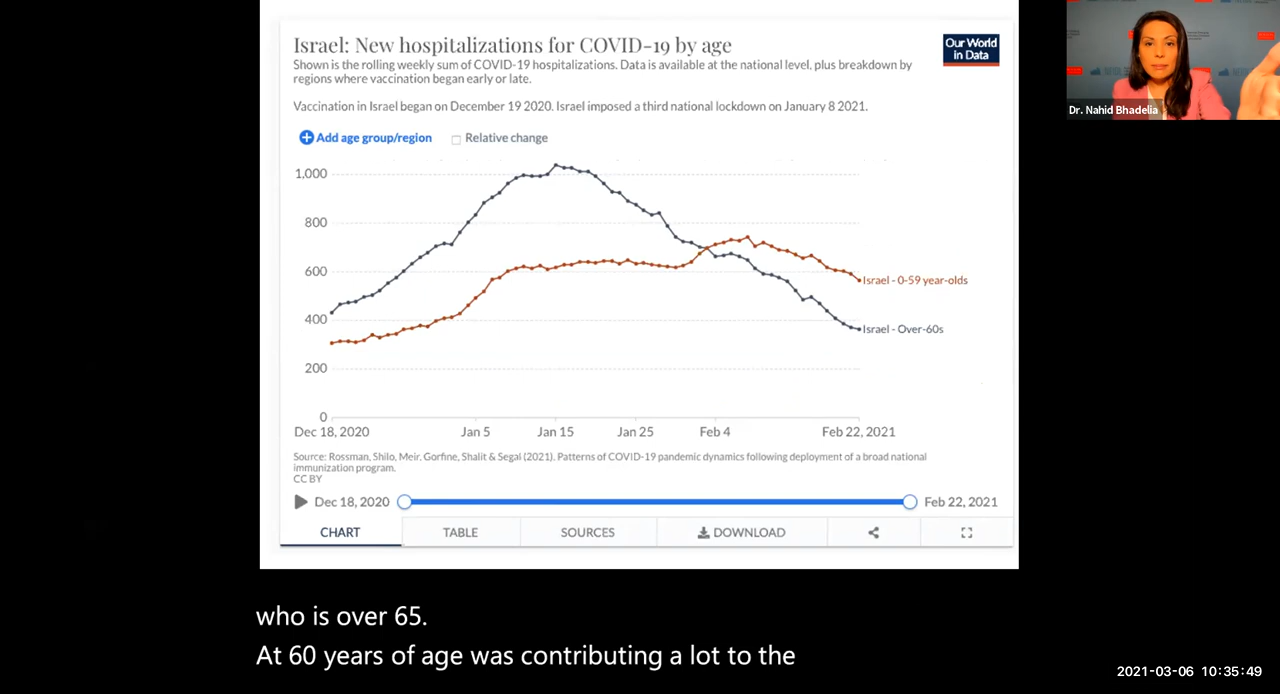 Israel: New hospitalizations for COVID-19 by age
Our World
in Data
Shown is the rolling weekly sum of COVID-19 hospitalizations. Data is available at the national level, plus breakdown by
regions where vaccination began early or late.
Vaccination in Israel began on December 19 2020. Israel imposed a third national lockdown on January 8 2021.
Add age group/region
Relative change
1,000
800
600
400
200
0
Israel - 0-59 year-olds
Israel - Over-60s
Dec 18, 2020
Jan 5
Jan 15
Jan 25
Feb 4
Feb 22, 2021
Source: Rossman, Shilo, Meir, Gorfine, Shalit & Segal (2021). Patterns of COVID-19 pandemic dynamics following deployment of a broad national
immunization program.
CC BY
Dec 18, 2020
Feb 22, 2021
CHART
TABLE
SOURCES
DOWNLOAD
Dr. Nahid Bhadelia
who is over 65.
At 60 years of age was contributing a lot to the
2021-03-06 10:35:49